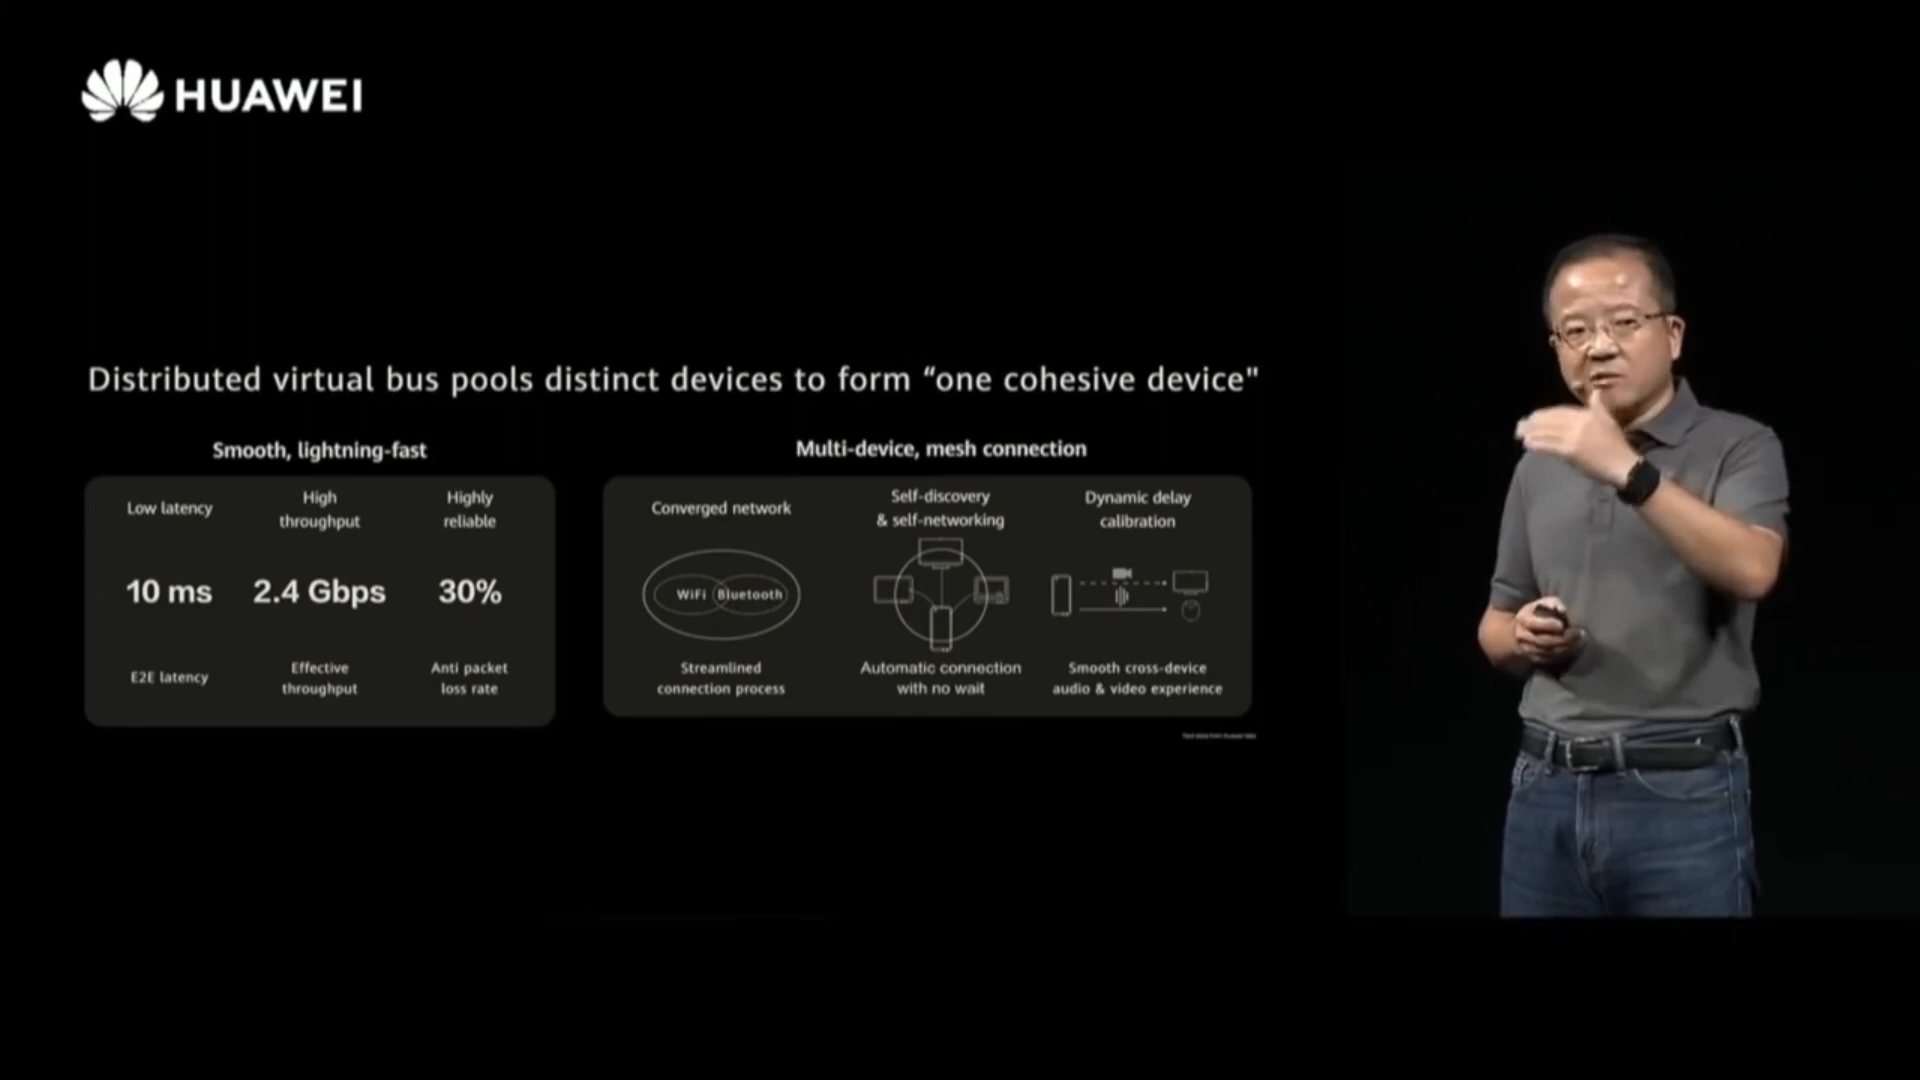 HUAWEI
Distributed virtual bus pools distinct devices to form “one cohesive device"
Smooth, lightning-fast
Low latency
High
throughput
Highly
reliable
10 ms
2.4 Gbps
30%
E2E latency
Effective
throughput
Anti packet
loss rate
Multi-device, mesh connection
Converged network
Self-discovery
& self-networking
Dynamic delay
calibration
WiFi
Bluetooth
Streamlined
connection process
Automatic connection
with no wait
Smooth cross-device
audio & video experience